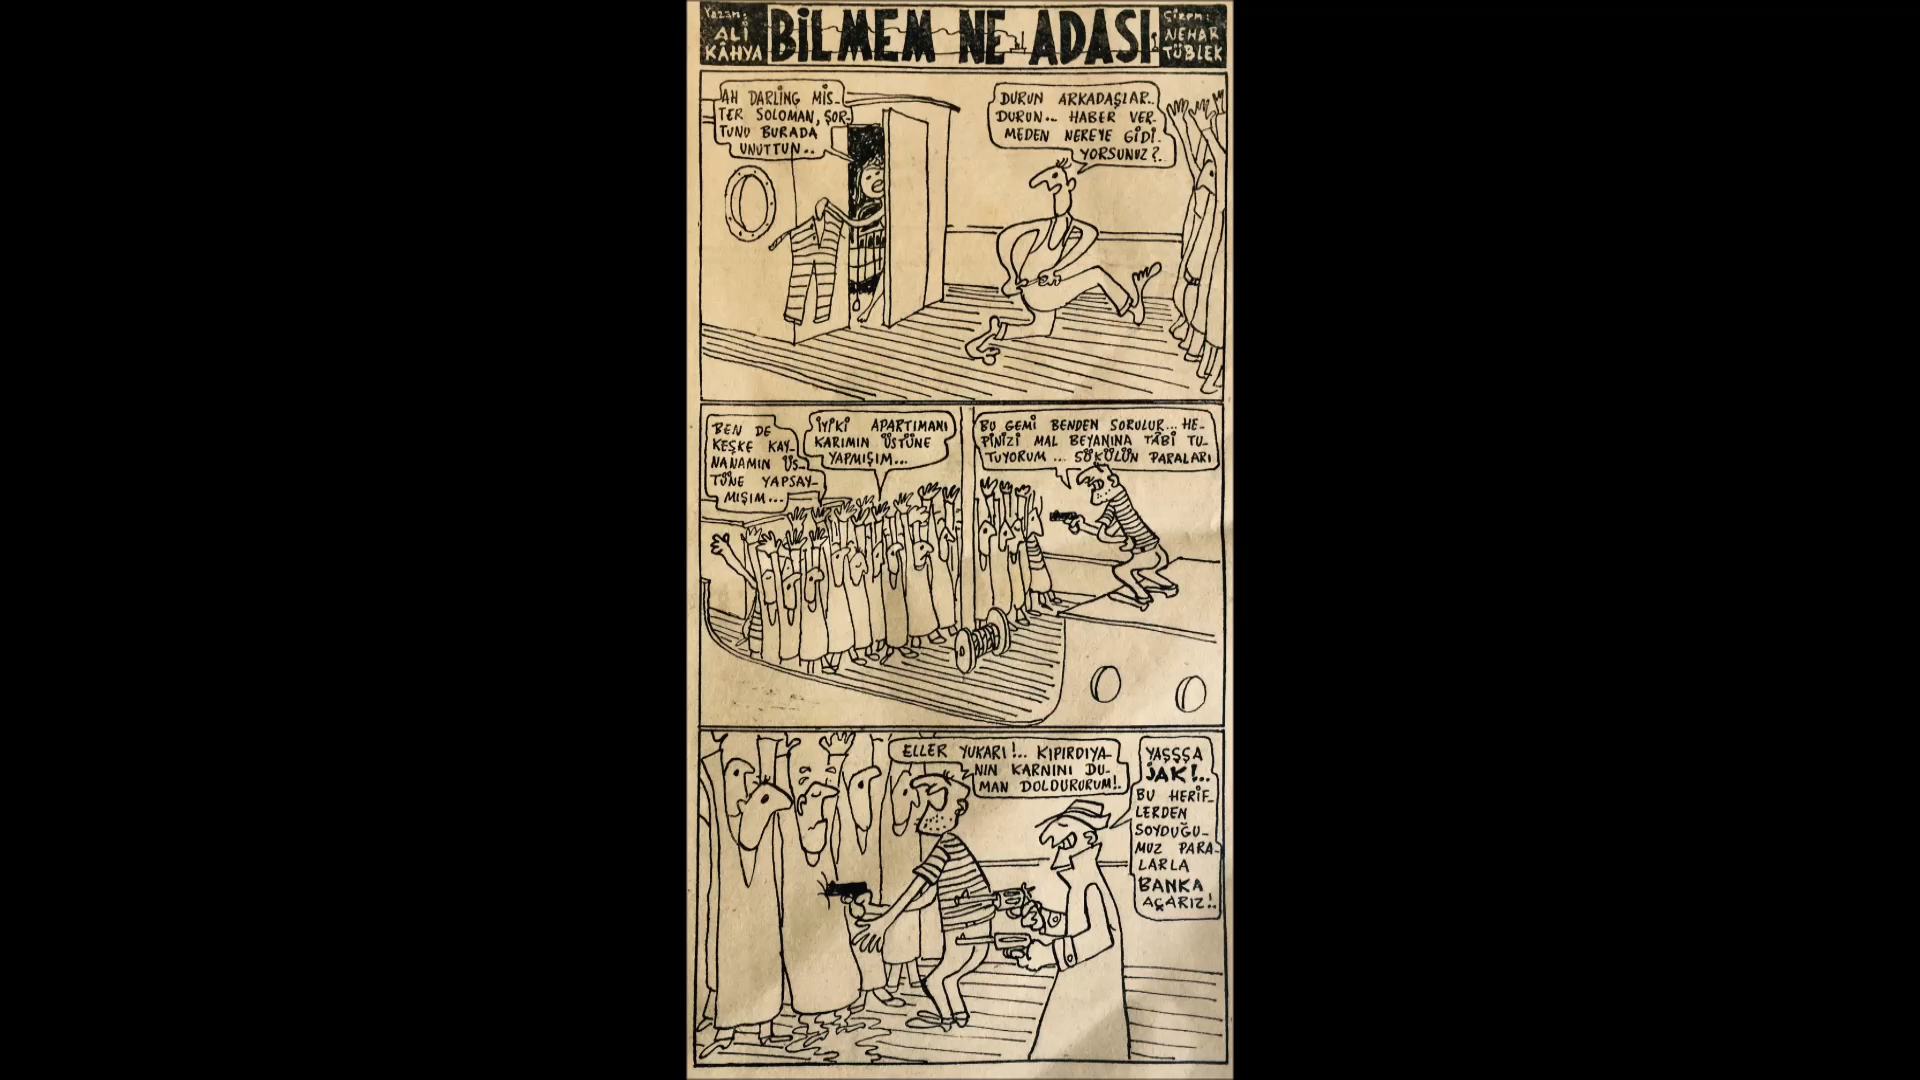 Yazan:
ALİ
KÂHYA
BİLMEM NE ADASI
Çizen:
NEHAR
TÜBLEK
AH DARLİNG MİS-
TER SOLOMAN, ŞOR-
TUNU BURADA
UNUTTUN..
DURUN ARKADAŞLAR..
DURUN... HABER VER-
MEDEN NEREYE GİDİ-
YORSUNUZ?..
BEN DE
KEŞKE KAY-
NANAMIN ÜS-
TÜNE YAPSAY-
MIŞIM...
İYİKİ APARTIMANI
KARIMIN ÜSTÜNE
YAPMIŞIM...
BU GEMİ BENDEN SORULUR... HE-
PİNİZİ MAL BEYANINA TÂBİ TU-
TUYORUM... SÖKÜLÜN PARALARI
ELLER YUKARI!... KIPIRDIYA-
NIN KARNINI DU-
MAN DOLDURURUM!.
YAŞŞŞA
JAK!...
BU HERİF-
LERDEN
SOYDUĞU-
MUZ PARA-
LARLA
BANKA
AÇARIZ!.